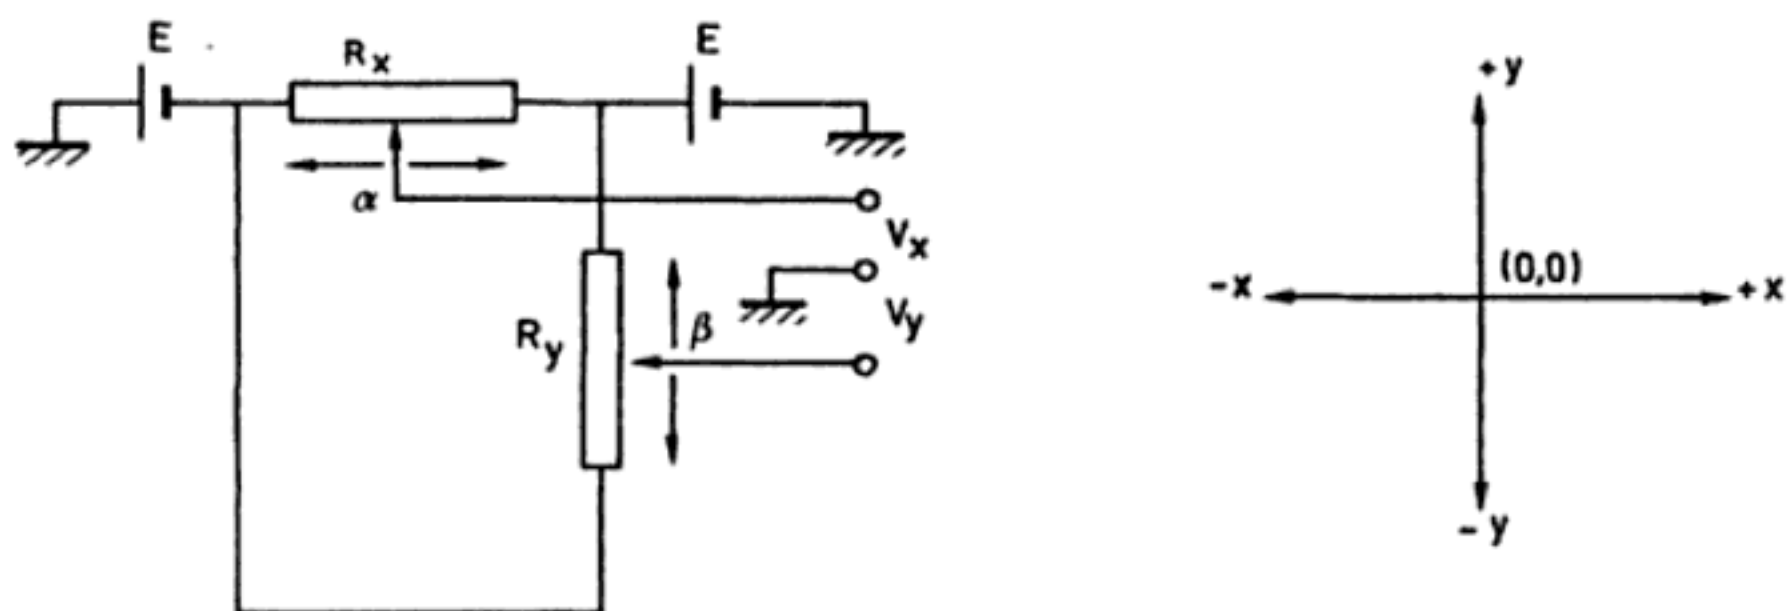 E
E
Rx
α
Vx
Ry
β
Vy
+y
-x
(0,0)
+x
-y